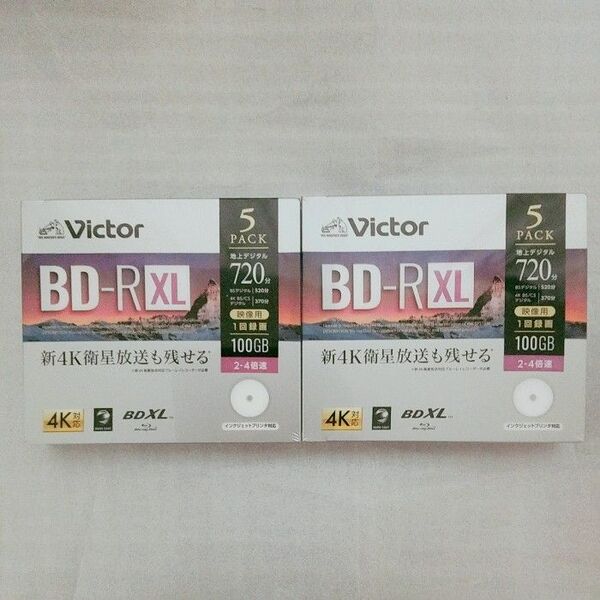 Victor
5
PACK
地上デジタル
720分
BSデジタル 520分
4K BS/CS デジタル 370分
映像用
1回録画
100GB
2-4倍速
BD-R XL
新4K衛星放送も残せる*
4K対応
BDXL™
インクジェットプリンタ対応
Victor
5
PACK
地上デジタル
720分
BSデジタル 520分
4K BS/CS デジタル 370分
映像用
1回録画
100GB
2-4倍速
BD-R XL
新4K衛星放送も残せる*
4K対応
BDXL™
インクジェットプリンタ対応